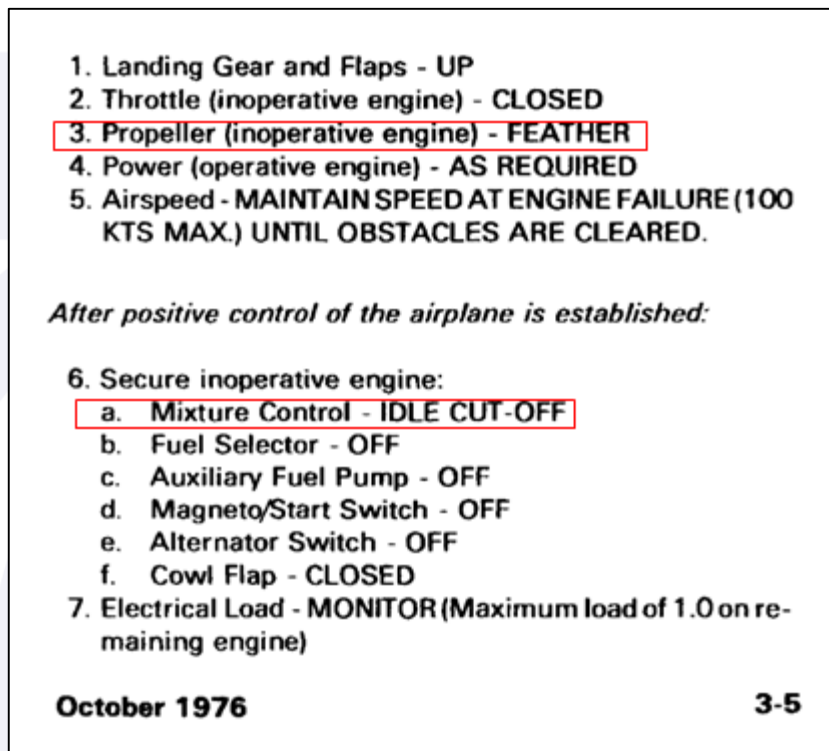 1. Landing Gear and Flaps - UP
2. Throttle (inoperative engine) - CLOSED
3. Propeller (inoperative engine) - FEATHER
4. Power (operative engine) - AS REQUIRED
5. Airspeed - MAINTAIN SPEED AT ENGINE FAILURE (100
KTS MAX.) UNTIL OBSTACLES ARE CLEARED.
After positive control of the airplane is established:
6. Secure inoperative engine:
a. Mixture Control - IDLE CUT-OFF
b. Fuel Selector - OFF
c. Auxiliary Fuel Pump - OFF
d. Magneto/Start Switch - OFF
e. Alternator Switch - OFF
f. Cowl Flap - CLOSED
7. Electrical Load - MONITOR (Maximum load of 1.0 on re-
maining engine)
October 1976
3-5